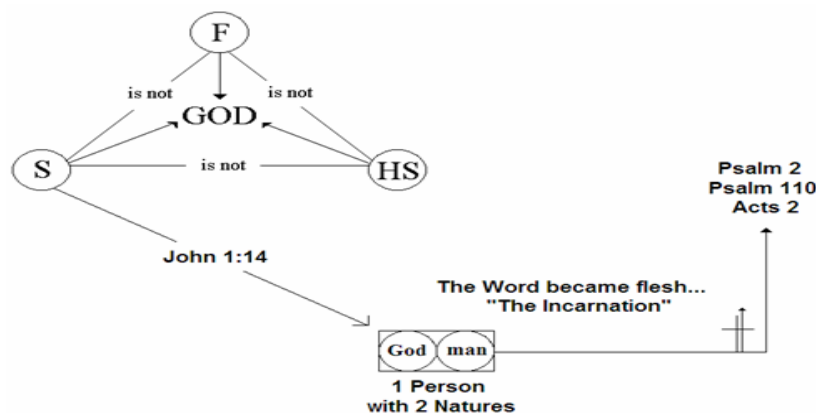 F
is not
is not
GOD
S
is not
HS
Psalm 2
Psalm 110
Acts 2
John 1:14
The Word became flesh...
"The Incarnation"
God
man
1 Person
with 2 Natures